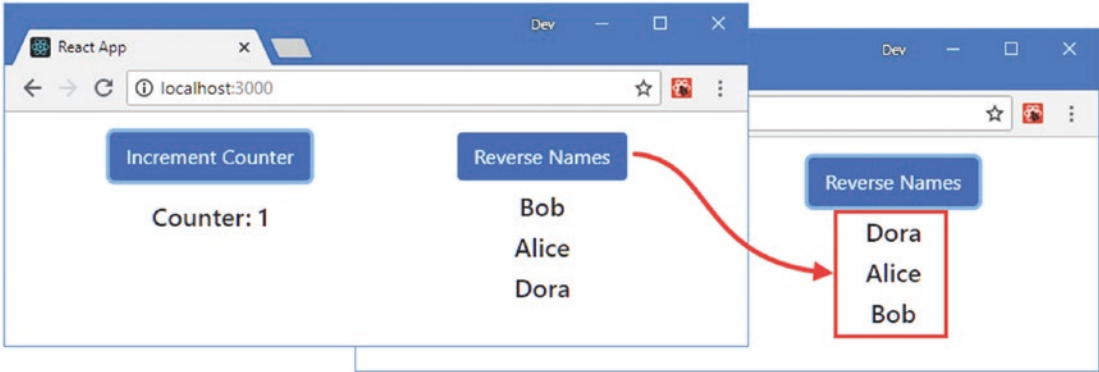 Dev
React App
localhost:3000
Increment Counter
Counter: 1
Reverse Names
Bob
Alice
Dora
Dev
Reverse Names
Dora
Alice
Bob